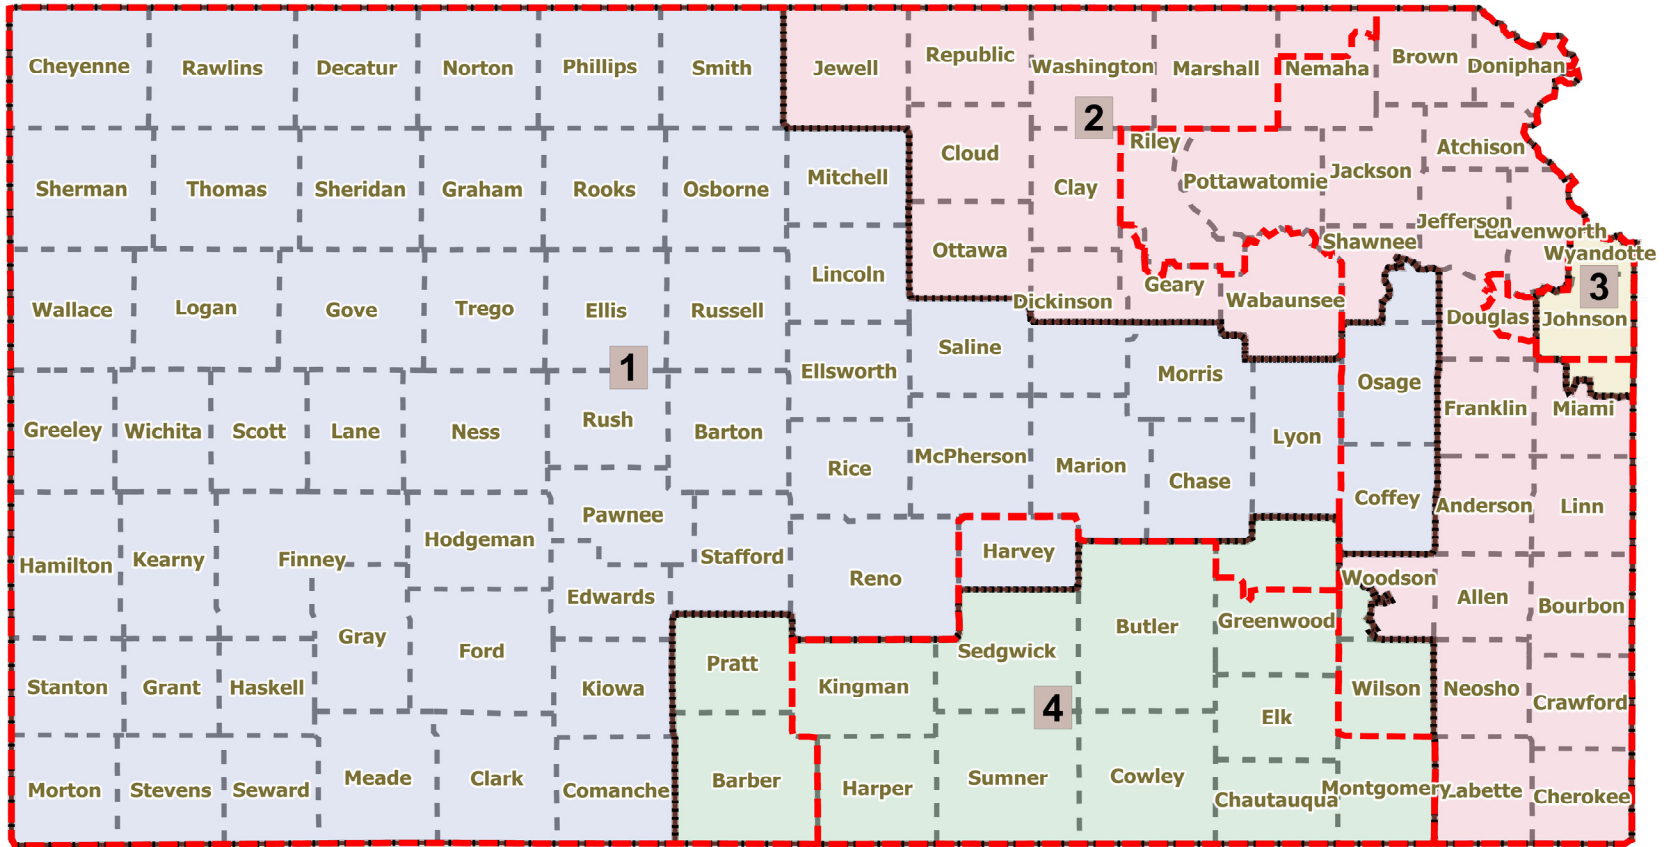 Cheyenne
Rawlins
Decatur
Norton
Phillips
Smith
Jewell
Republic
Washington
Marshall
Nemaha
Brown
Doniphan
2
Riley
Atchison
Cloud
Sherman
Thomas
Sheridan
Graham
Rooks
Osborne
Mitchell
Clay
Pottawatomie
Jackson
Jefferson
Leavenworth
Ottawa
Shawnee
Wyandotte
Lincoln
Geary
3
Wallace
Logan
Gove
Trego
Ellis
Russell
Dickinson
Wabaunsee
Douglas
Johnson
Saline
1
Ellsworth
Morris
Osage
Greeley
Wichita
Scott
Lane
Ness
Rush
Barton
Franklin
Miami
Rice
McPherson
Marion
Lyon
Chase
Coffey
Anderson
Linn
Pawnee
Hamilton
Kearny
Finney
Hodgeman
Stafford
Reno
Harvey
Woodson
Edwards
Allen
Bourbon
Gray
Ford
Butler
Greenwood
Pratt
Sedgwick
Stanton
Grant
Haskell
Kiowa
Kingman
4
Elk
Wilson
Neosho
Crawford
Morton
Stevens
Seward
Meade
Clark
Comanche
Barber
Harper
Sumner
Cowley
Chautauqua
Montgomery
Labette
Cherokee